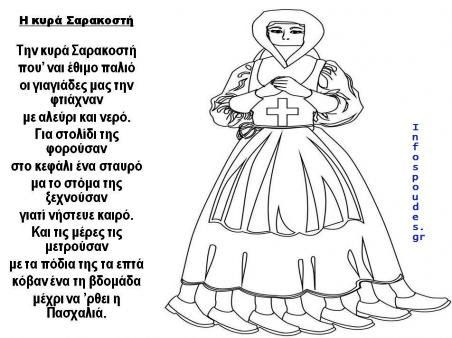 Η κυρά Σαρακοστή
Την κυρά Σαρακοστή
που' ναι έθιμο παλιό
οι γιαγιάδες μας την
φτιάχναν
με αλεύρι και νερό.
Για στολίδι της
φορούσαν
στο κεφάλι ένα σταυρό
μα το στόμα της
ξεχνούσαν
γιατί νήστευε καιρό.
Και τις μέρες τις
μετρούσαν
με τα πόδια της τα επτά
κόβαν ένα τη βδομάδα
μέχρι να 'ρθει η
Πασχαλιά.
Infospoudes.gr